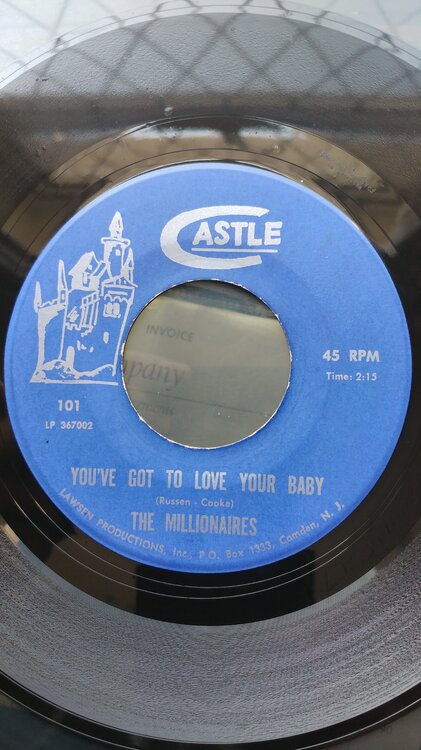 CASTLE
INVOICE
pany
45 RPM
Time: 2:15
101
LP 367002
YOU'VE GOT TO LOVE YOUR BABY
(Russen - Cooke)
THE MILLIONAIRES
LAWSEN PRODUCTIONS, Inc., P. O. Box 1333, Camden, N. J.